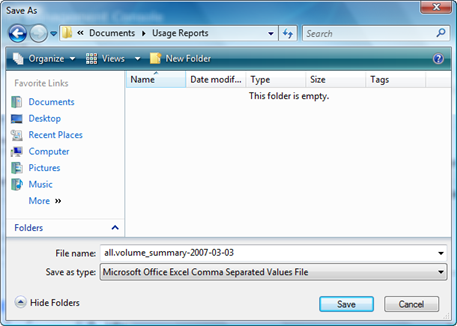 Save As
« Documents ▸ Usage Reports
Search
Organize Views New Folder
Favorite Links
Documents
Desktop
Recent Places
Computer
Pictures
Music
More »
Folders
Name Date modif... Type Size Tags
This folder is empty.
File name: all.volume_summary-2007-03-03
Save as type: Microsoft Office Excel Comma Separated Values File
Hide Folders Save Cancel